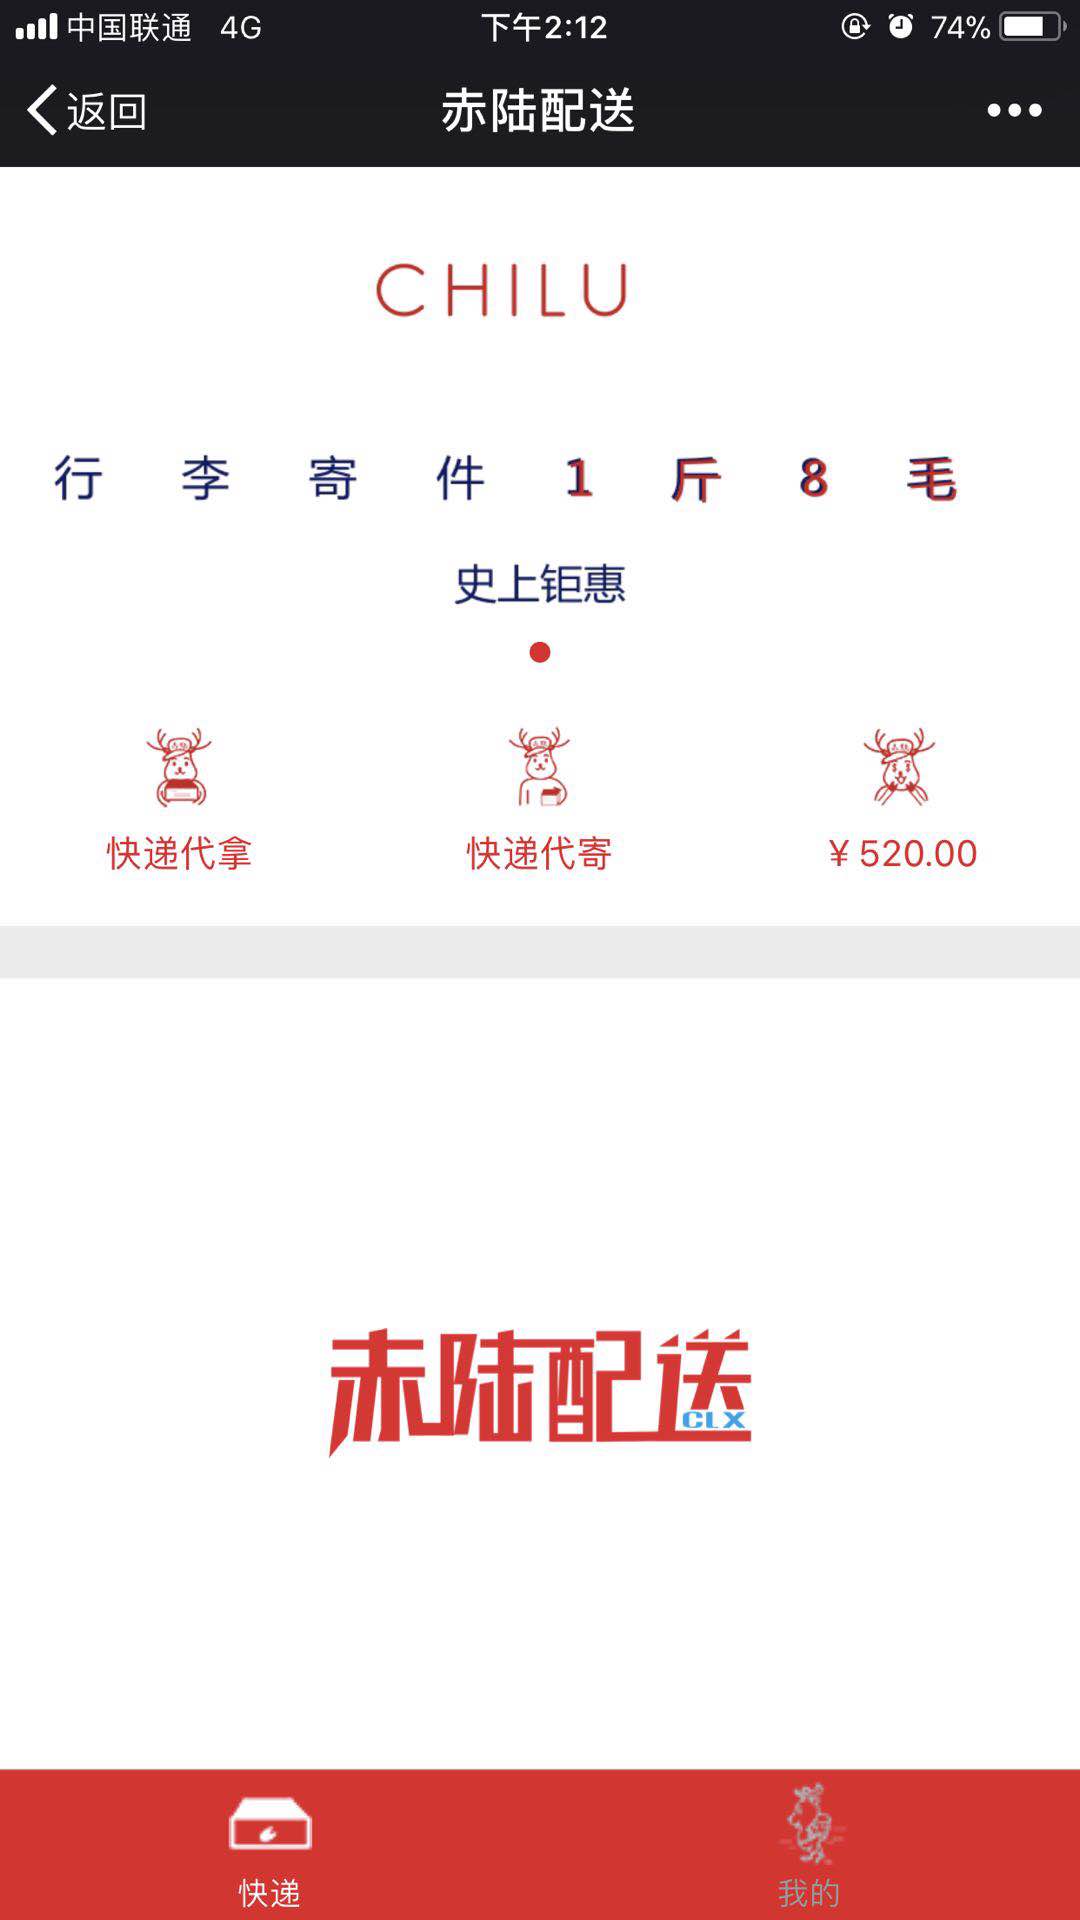 中国联通 4G 下午2:12 74%
返回 赤陆配送
CHILU
行李寄件1斤8毛
史上钜惠
快递代拿 快递代寄 ¥ 520.00
赤陆配送
CLX
快递 我的